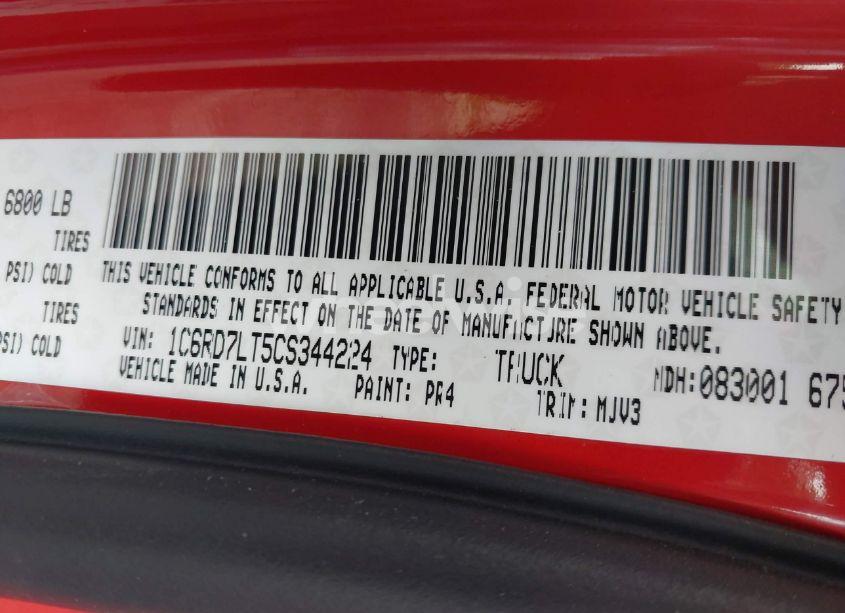 6800 LB
TIRES
PSI) COLD
TIRES
PSI) COLD
THIS VEHICLE CONFORMS TO ALL APPLICABLE U.S.A. FEDERAL MOTOR VEHICLE SAFETY
STANDARDS IN EFFECT ON THE DATE OF MANUFACTURE SHOWN ABOVE.
VIN: 1C6RD7LT5CS344224 TYPE: TRUCK MDH:083001 675
VEHICLE MADE IN U.S.A. PAINT: PR4 TRIM: MJV3